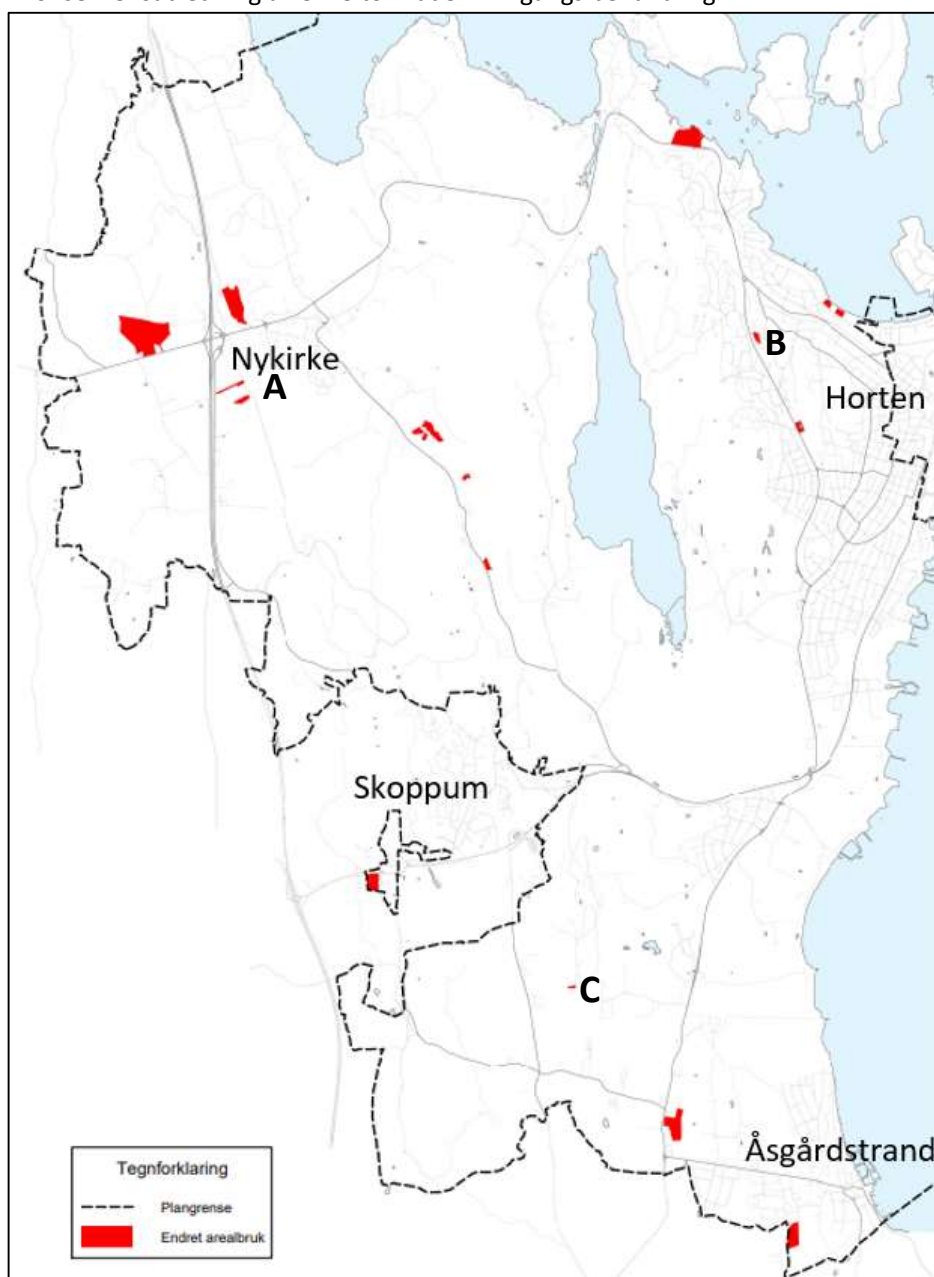 Nykirke
A
B
Horten
Skoppum
C
Åsgårdstrand
Tegnforklaring
Plangrense
Endret arealbruk